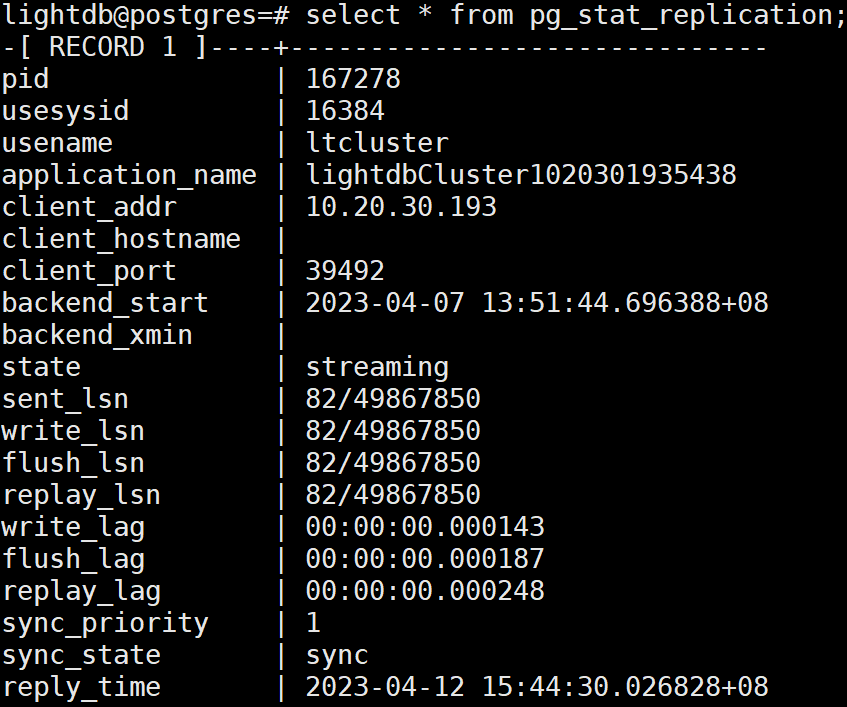 lightdb@postgres=# select * from pg_stat_replication;
-[ RECORD 1 ]----+------------------------------
pid              | 167278
usesysid         | 16384
usename          | ltcluster
application_name | lightdbCluster1020301935438
client_addr      | 10.20.30.193
client_hostname  |
client_port      | 39492
backend_start    | 2023-04-07 13:51:44.696388+08
backend_xmin     |
state            | streaming
sent_lsn         | 82/49867850
write_lsn        | 82/49867850
flush_lsn        | 82/49867850
replay_lsn       | 82/49867850
write_lag        | 00:00:00.000143
flush_lag        | 00:00:00.000187
replay_lag       | 00:00:00.000248
sync_priority    | 1
sync_state       | sync
reply_time       | 2023-04-12 15:44:30.026828+08